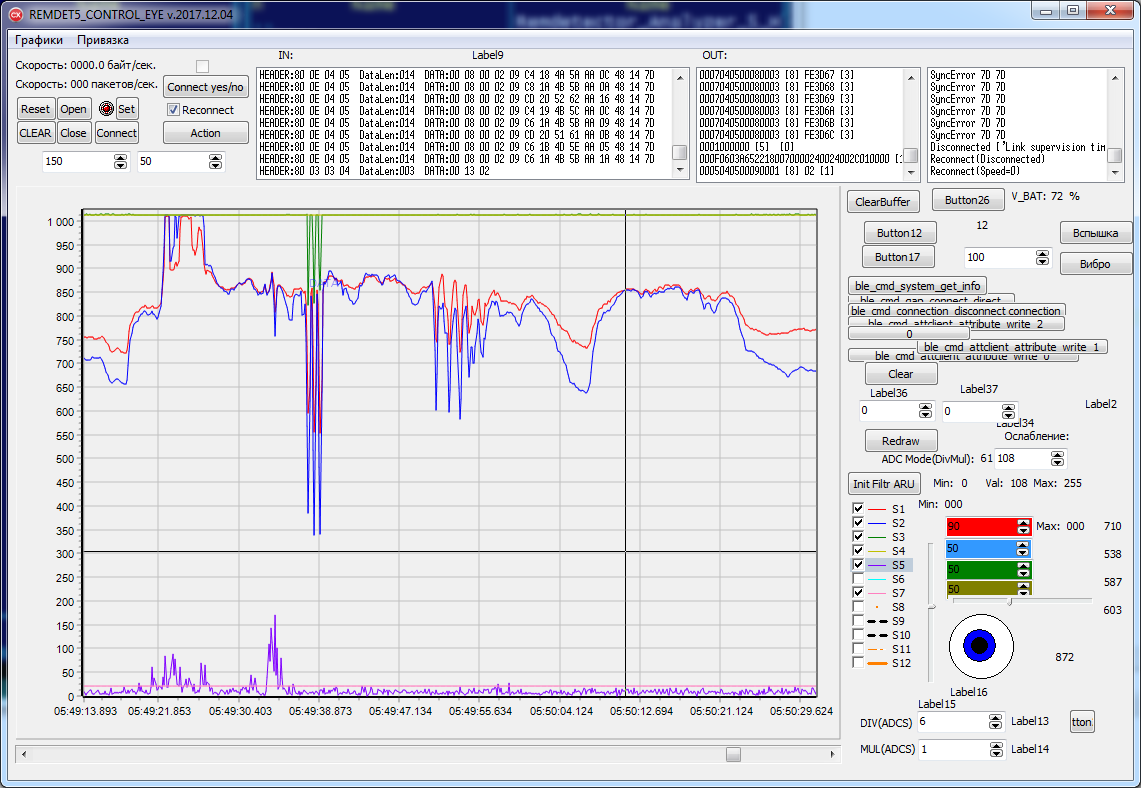 REMDET5_CONTROL_EYE v.2017.12.04
Графики Привязка
Скорость: 0000.0 байт/сек.
Скорость: 000 пакетов/сек.
Connect yes/no
Reset Open Set
Reconnect
CLEAR Close Connect
Action
150 50
IN: Label9 OUT:
HEADER:80 0E 04 05 DataLen:014 DATA:00 08 00 02 09 C4 18 4A 5A AA 0C 48 14 7D
HEADER:80 0E 04 05 DataLen:014 DATA:00 08 00 02 09 C8 1A 4B 5A AA 0B 48 14 7D
HEADER:80 0E 04 05 DataLen:014 DATA:00 08 00 02 09 CD 20 52 62 AA 16 48 14 7D
HEADER:80 0E 04 05 DataLen:014 DATA:00 08 00 02 09 C4 19 4B 5C AA 0C 48 14 7D
HEADER:80 0E 04 05 DataLen:014 DATA:00 08 00 02 09 C6 1A 4B 5B AA 09 48 14 7D
HEADER:80 0E 04 05 DataLen:014 DATA:00 08 00 02 09 CD 20 51 61 AA 0B 48 14 7D
HEADER:80 0E 04 05 DataLen:014 DATA:00 08 00 02 09 C6 1B 4D 5E AA 05 48 14 7D
HEADER:80 0E 04 05 DataLen:014 DATA:00 08 00 02 09 C6 1A 4B 5B AA 1A 48 14 7D
HEADER:80 03 03 04 DataLen:003 DATA:00 13 02
0007040500080003 [8] FE3D67 [3]
0007040500080003 [8] FE3D68 [3]
0007040500080003 [8] FE3D69 [3]
0007040500080003 [8] FE3D6A [3]
0007040500080003 [8] FE3D6B [3]
0007040500080003 [8] FE3D6C [3]
0001000000 [5] [0]
000F0603A6522180070000240024002C010000 [1
0005040500090001 [8] 02 [1]
SyncError 7D 7D
SyncError 7D 7D
SyncError 7D 7D
SyncError 7D 7D
SyncError 7D 7D
SyncError 7D 7D
Disconnected ['Link supervision tim
Reconnect(Disconnected)
Reconnect(Speed=0)
1 000
950
900
850
800
750
700
650
600
550
500
450
400
350
300
250
200
150
100
50
0
05:49:13.893 05:49:21.853 05:49:30.403 05:49:38.873 05:49:47.134 05:49:55.634 05:50:04.124 05:50:12.694 05:50:21.124 05:50:29.624
ClearBuffer Button26 V_BAT: 72 %
Button12 12 Вспышка
Button17 100 Вибро
ble_cmd_system_get_info
ble_cmd_gap_connect_direct
ble_cmd_connection_disconnect connection
ble_cmd_attclient_attribute_write_2
0
ble_cmd_attclient_attribute_write_1
ble_cmd_attclient_attribute_write_0
Clear
Label36 Label37
0 0 Label2
Label34
Redraw Ослабление:
ADC Mode(DivMul): 61 108
Init Filtr ARU Min: 0 Val: 108 Max: 255
Min: 000
S1
S2
S3
S4
S5
S6
S7
S8
S9
S10
S11
S12
90 Max: 000 710
50 538
50 587
50 603
872
Label16
Label15
DIV(ADCS) 6 Label13 tton
MUL(ADCS) 1 Label14